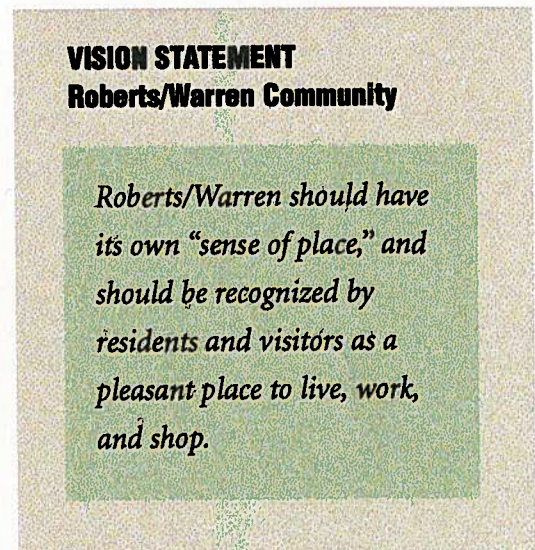 VISION STATEMENT
Roberts/Warren Community
Roberts/Warren should have
its own “sense of place,” and
should be recognized by
residents and visitors as a
pleasant place to live, work,
and shop.